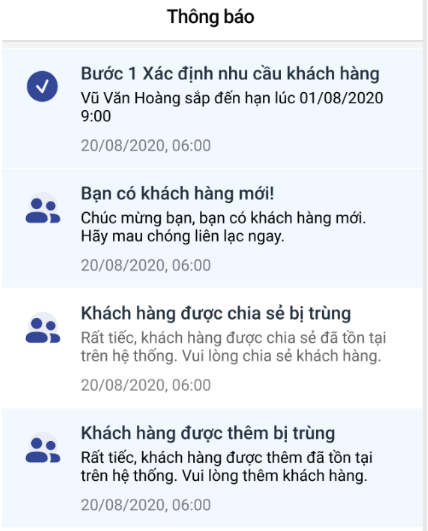 Thông báo
Bước 1 Xác định nhu cầu khách hàng
Vũ Văn Hoàng sắp đến hạn lúc 01/08/2020
9:00
20/08/2020, 06:00
Bạn có khách hàng mới!
Chúc mừng bạn, bạn có khách hàng mới.
Hãy mau chóng liên lạc ngay.
20/08/2020, 06:00
Khách hàng được chia sẻ bị trùng
Rất tiếc, khách hàng được chia sẻ đã tồn tại
trên hệ thống. Vui lòng chia sẻ khách hàng.
20/08/2020, 06:00
Khách hàng được thêm bị trùng
Rất tiếc, khách hàng được thêm đã tồn tại
trên hệ thống. Vui lòng thêm khách hàng.
20/08/2020, 06:00